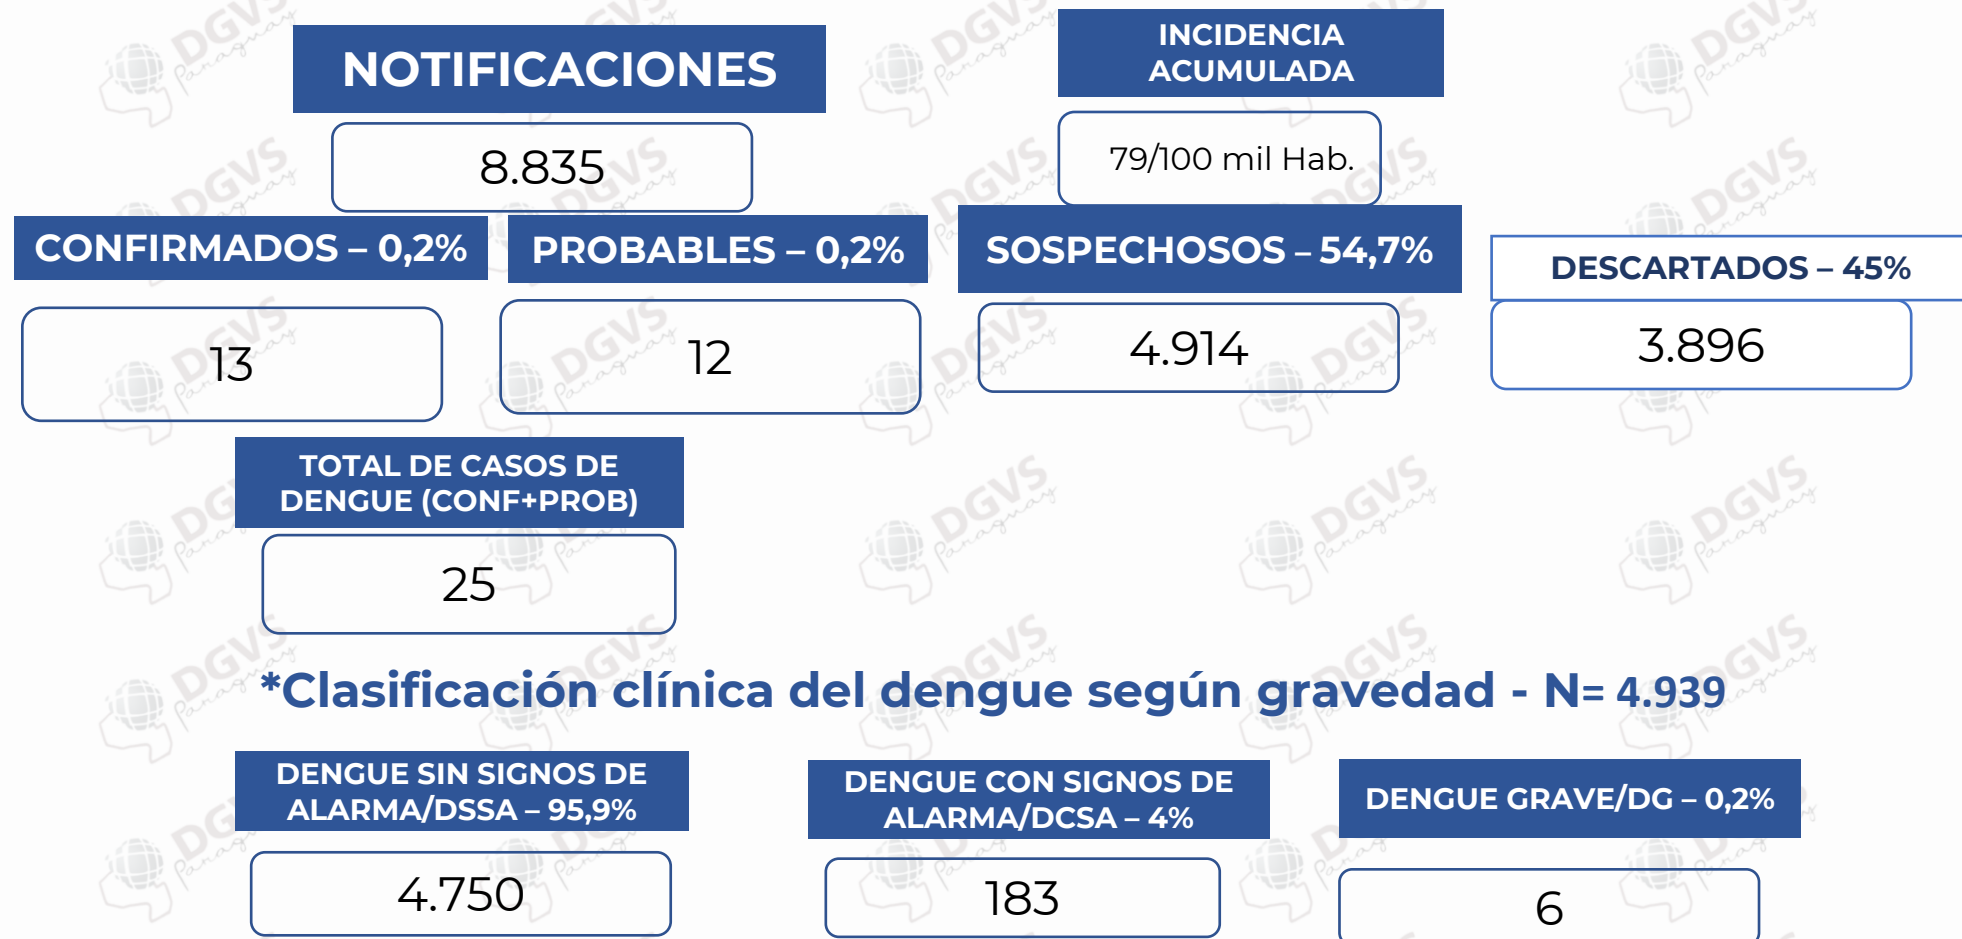 NOTIFICACIONES
8.835
INCIDENCIA
ACUMULADA
79/100 mil Hab.
CONFIRMADOS – 0,2%
13
PROBABLES – 0,2%
12
SOSPECHOSOS – 54,7%
4.914
DESCARTADOS – 45%
3.896
TOTAL DE CASOS DE
DENGUE (CONF+PROB)
25
*Clasificación clínica del dengue según gravedad - N= 4.939
DENGUE SIN SIGNOS DE
ALARMA/DSSA – 95,9%
4.750
DENGUE CON SIGNOS DE
ALARMA/DCSA – 4%
183
DENGUE GRAVE/DG – 0,2%
6
DGVS
Paraguay